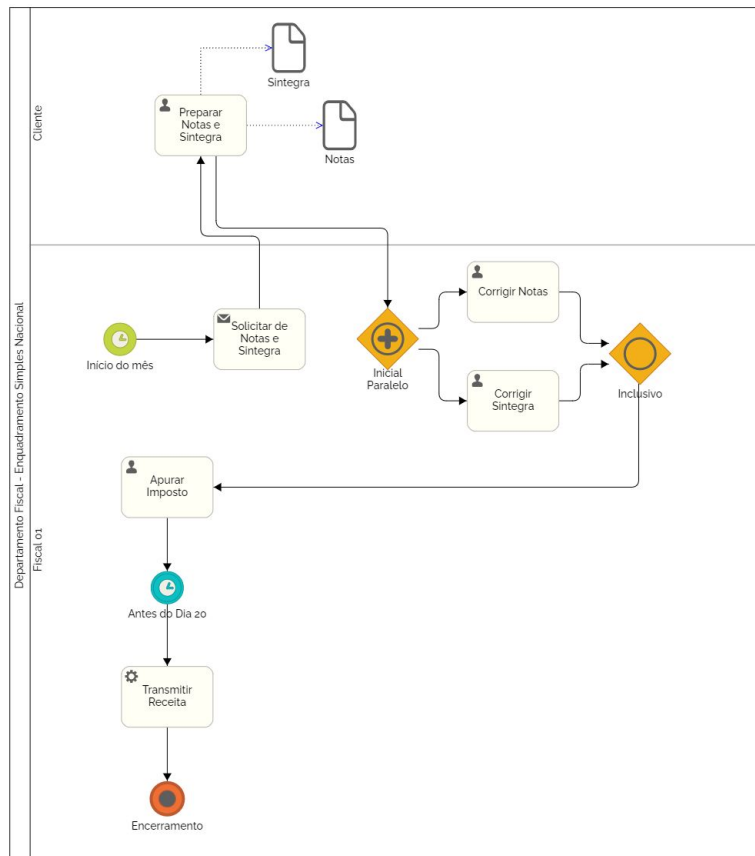 Departamento Fiscal - Enquadramento Simples Nacional
Cliente
Sintegra
Preparar
Notas e
Sintegra
Notas
Fiscal 01
Início do mês
Solicitar de
Notas e
Sintegra
Inicial
Paralelo
Corrigir Notas
Corrigir
Sintegra
Inclusivo
Apurar
Imposto
Antes do Dia 20
Transmitir
Receita
Encerramento